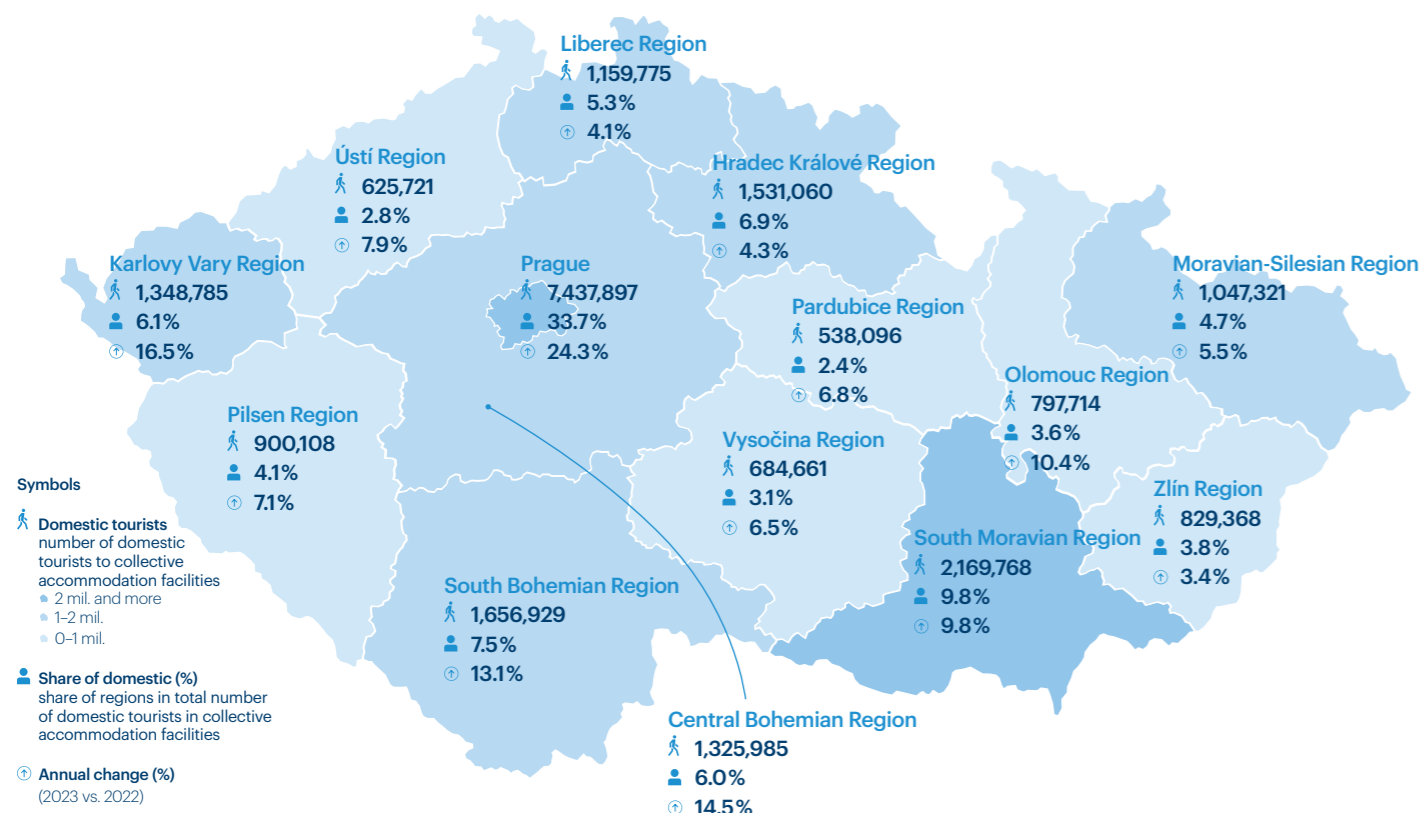 Liberec Region
1,159,775
5.3%
4.1%
Ústí Region
625,721
2.8%
7.9%
Hradec Králové Region
1,531,060
6.9%
4.3%
Karlovy Vary Region
1,348,785
6.1%
16.5%
Prague
7,437,897
33.7%
24.3%
Moravian-Silesian Region
1,047,321
4.7%
5.5%
Pardubice Region
538,096
2.4%
6.8%
Olomouc Region
797,714
3.6%
10.4%
Pilsen Region
900,108
4.1%
7.1%
Vysočina Region
684,661
3.1%
6.5%
Zlín Region
829,368
3.8%
3.4%
South Moravian Region
2,169,768
9.8%
9.8%
South Bohemian Region
1,656,929
7.5%
13.1%
Central Bohemian Region
1,325,985
6.0%
14.5%
Symbols
Domestic tourists
number of domestic
tourists to collective
accommodation facilities
2 mil. and more
1–2 mil.
0–1 mil.
Share of domestic (%)
share of regions in total number
of domestic tourists in collective
accommodation facilities
Annual change (%)
(2023 vs. 2022)